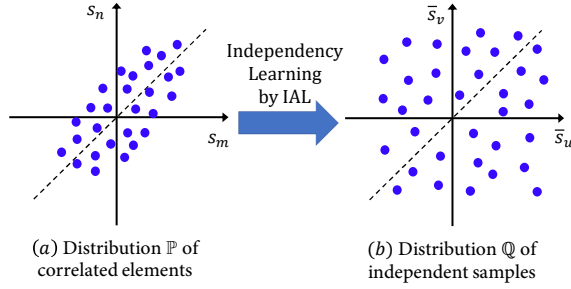 s_n
s_m
Independency
Learning
by IAL
s̅_v
s̅_u
(a) Distribution ℙ of
correlated elements
(b) Distribution ℚ of
independent samples